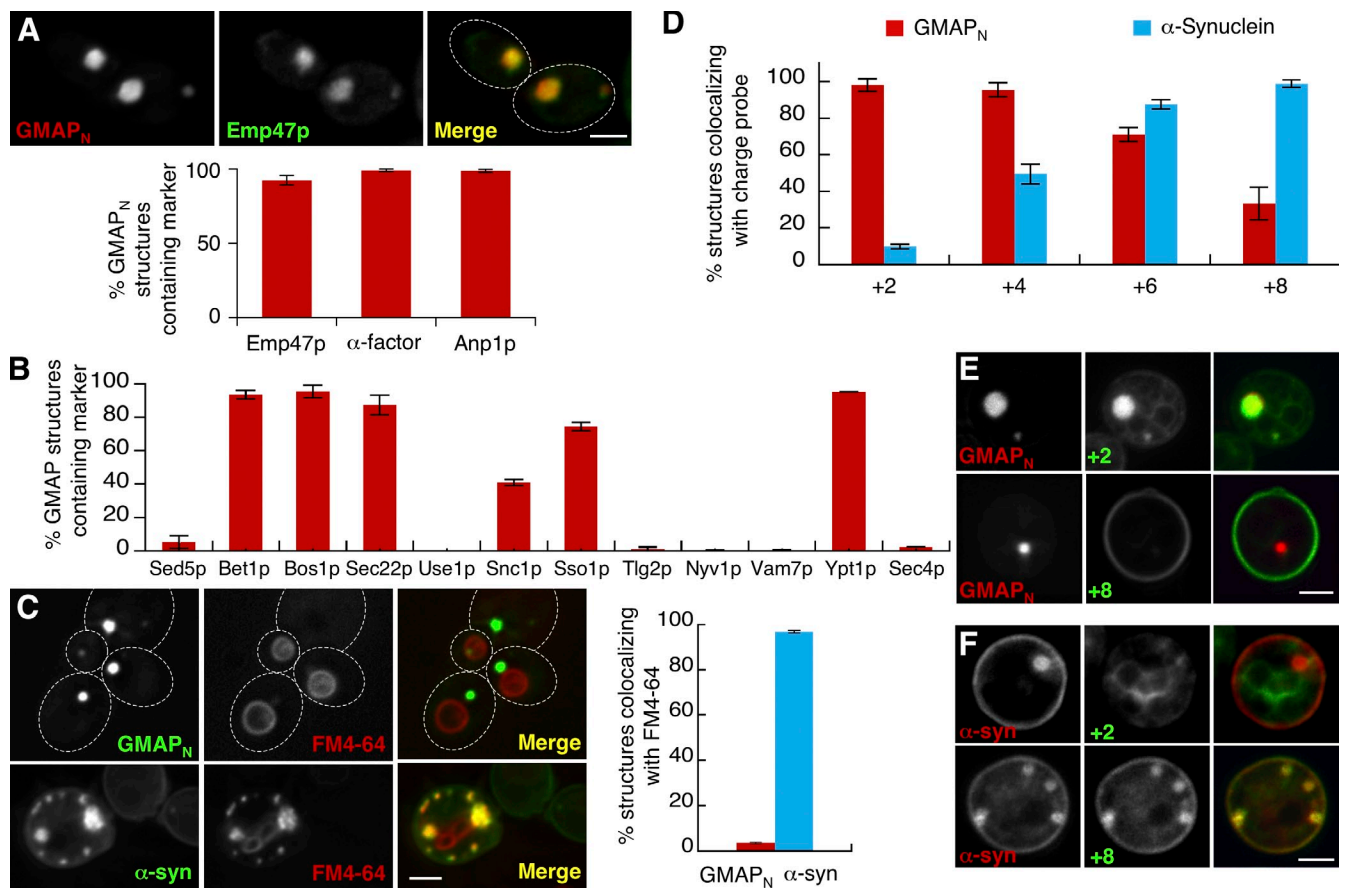 A
GMAPN
Emp47p
Merge
% GMAPN
structures
containing marker
100
50
0
Emp47p α-factor Anp1p
B
% GMAP structures
containing marker
100
80
60
40
20
0
Sed5p Bet1p Bos1p Sec22p Use1p Snc1p Sso1p Tlg2p Nyv1p Vam7p Ypt1p Sec4p
C
GMAPN
FM4-64
Merge
α-syn
FM4-64
Merge
% structures colocalizing
with FM4-64
100
80
60
40
20
0
GMAPN α-syn
D
GMAPN
α-Synuclein
% structures colocalizing
with charge probe
100
80
60
40
20
0
+2 +4 +6 +8
E
GMAPN
+2
GMAPN
+8
F
α-syn
+2
α-syn
+8